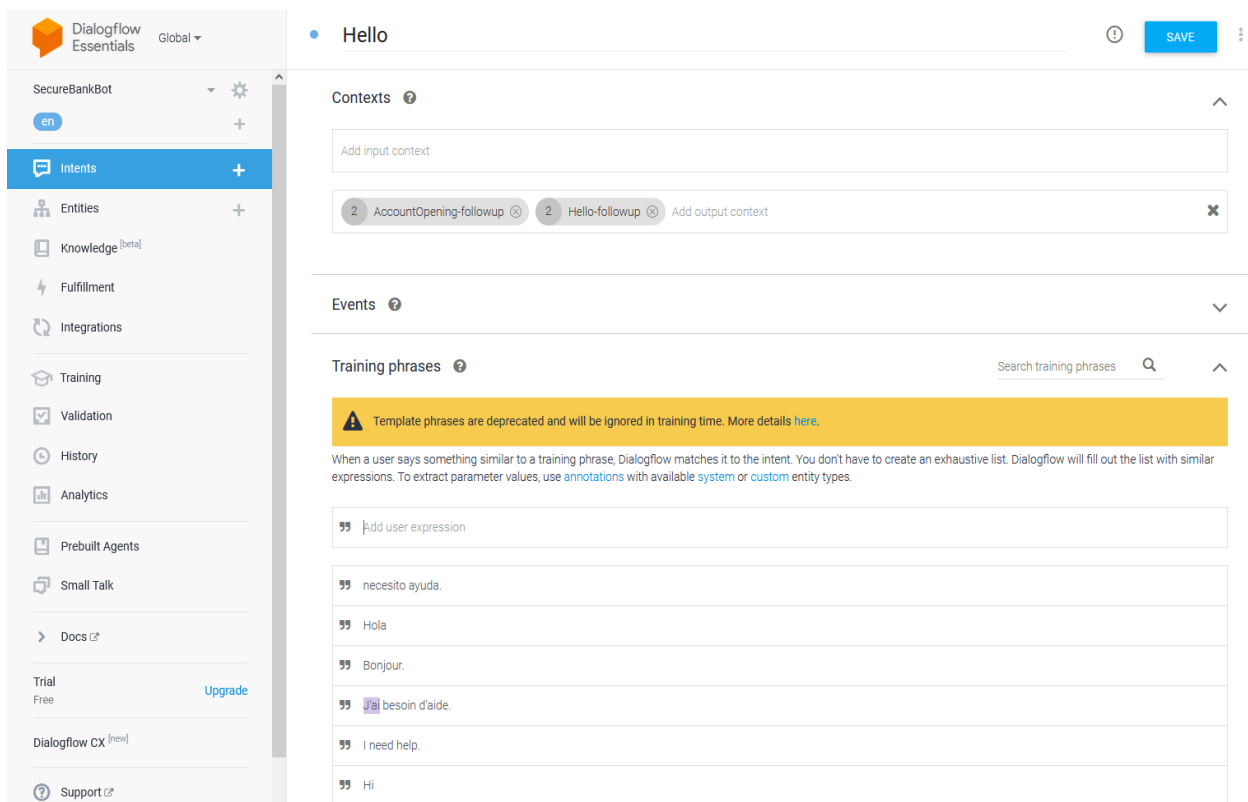 Dialogflow
Essentials
Global
SecureBankBot
en
Intents
Entities
Knowledge [beta]
Fulfillment
Integrations
Training
Validation
History
Analytics
Prebuilt Agents
Small Talk
Docs
Trial
Free
Upgrade
Dialogflow CX [new]
Support
Hello
SAVE
Contexts
Add input context
2 AccountOpening-followup 2 Hello-followup Add output context
Events
Training phrases
Search training phrases
Template phrases are deprecated and will be ignored in training time. More details here.
When a user says something similar to a training phrase, Dialogflow matches it to the intent. You don't have to create an exhaustive list. Dialogflow will fill out the list with similar
expressions. To extract parameter values, use annotations with available system or custom entity types.
Add user expression
necesito ayuda.
Hola
Bonjour.
J'ai besoin d'aide.
I need help.
Hi